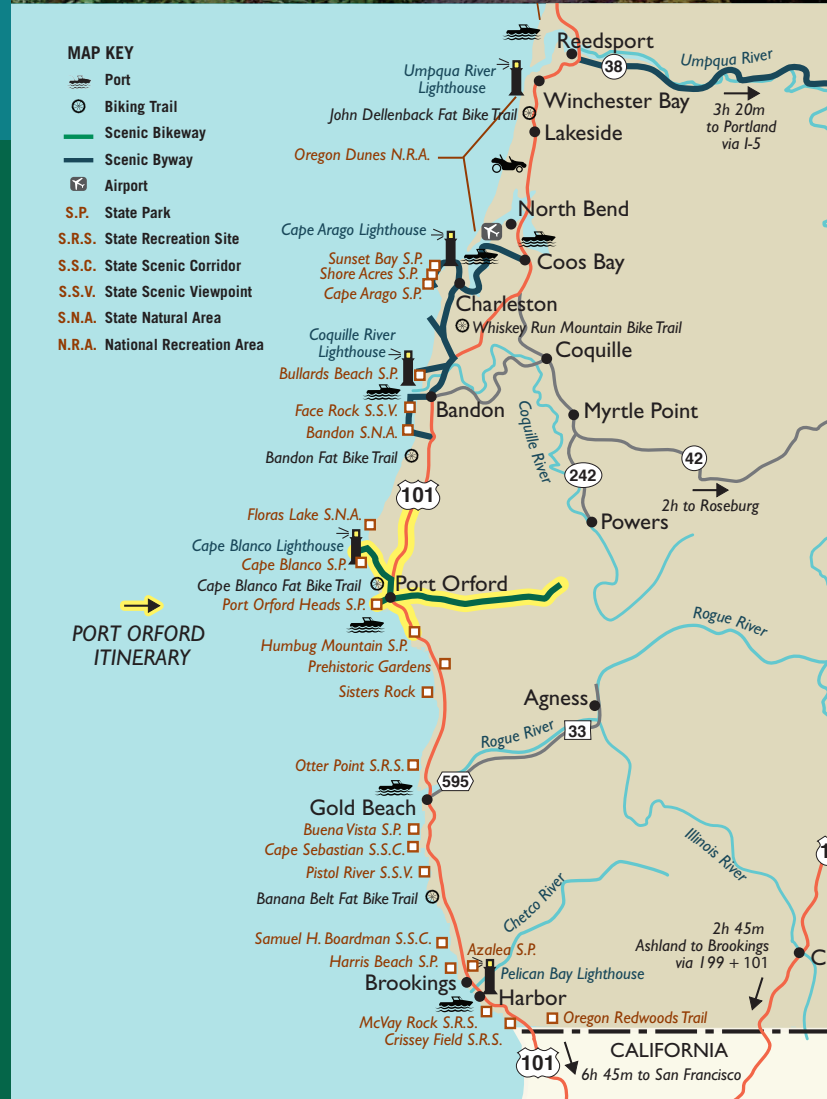 MAP KEY
Port
Biking Trail
Scenic Bikeway
Scenic Byway
Airport
S.P. State Park
S.R.S. State Recreation Site
S.S.C. State Scenic Corridor
S.S.V. State Scenic Viewpoint
S.N.A. State Natural Area
N.R.A. National Recreation Area
Reedsport
38
Umpqua River
Umpqua River
Lighthouse
Winchester Bay
3h 20m
to Portland
via I-5
John Dellenback Fat Bike Trail
Lakeside
Oregon Dunes N.R.A.
North Bend
Cape Arago Lighthouse
Sunset Bay S.P.
Shore Acres S.P.
Cape Arago S.P.
Coos Bay
Charleston
Whiskey Run Mountain Bike Trail
Coquille River
Lighthouse
Coquille
Bullards Beach S.P.
Face Rock S.S.V.
Bandon
Bandon S.N.A.
Coquille River
Myrtle Point
Bandon Fat Bike Trail
42
242
101
2h to Roseburg
Floras Lake S.N.A.
Powers
Cape Blanco Lighthouse
Cape Blanco S.P.
Cape Blanco Fat Bike Trail
Port Orford
Port Orford Heads S.P.
PORT ORFORD
ITINERARY
Rogue River
Humbug Mountain S.P.
Prehistoric Gardens
Sisters Rock
Agness
Rogue River
33
Otter Point S.R.S.
595
Gold Beach
Buena Vista S.P.
Cape Sebastian S.S.C.
Pistol River S.S.V.
Illinois River
Banana Belt Fat Bike Trail
Chetco River
Samuel H. Boardman S.S.C.
2h 45m
Ashland to Brookings
via 199 + 101
1
C
Azalea S.P.
Harris Beach S.P.
Pelican Bay Lighthouse
Brookings
Harbor
McVay Rock S.R.S.
Oregon Redwoods Trail
Crissey Field S.R.S.
101
CALIFORNIA
6h 45m to San Francisco